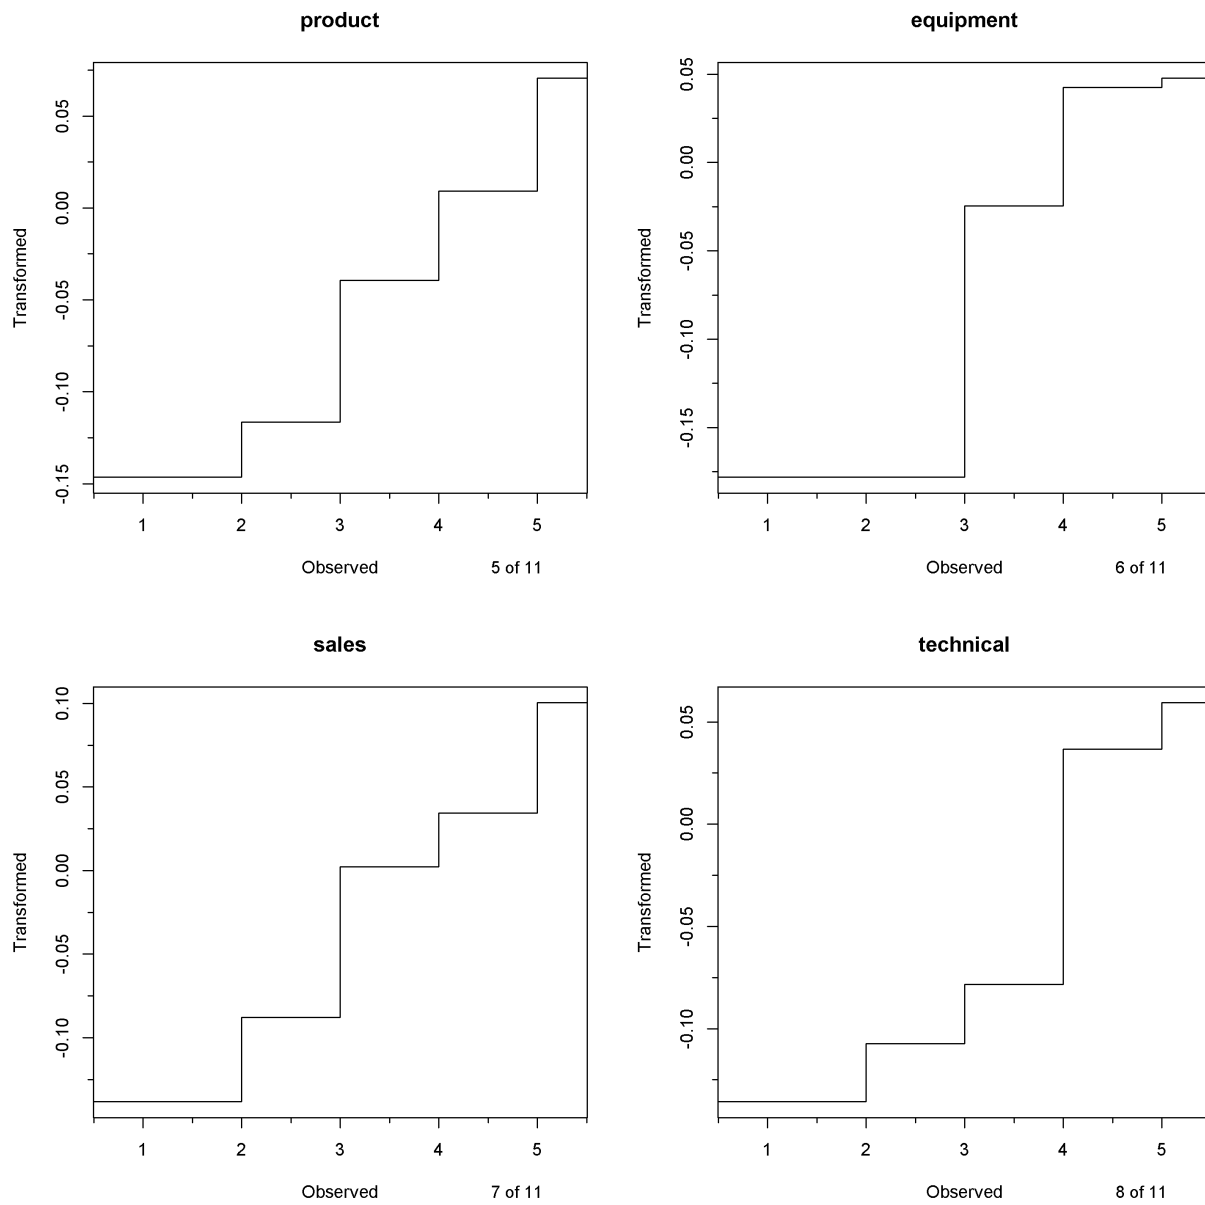 product
0.05
0.00
-0.05
-0.10
-0.15
Transformed
1 2 3 4 5
Observed 5 of 11
equipment
0.05
0.00
-0.05
-0.10
-0.15
Transformed
1 2 3 4 5
Observed 6 of 11
sales
0.10
0.05
0.00
-0.05
-0.10
Transformed
1 2 3 4 5
Observed 7 of 11
technical
0.05
0.00
-0.05
-0.10
Transformed
1 2 3 4 5
Observed 8 of 11